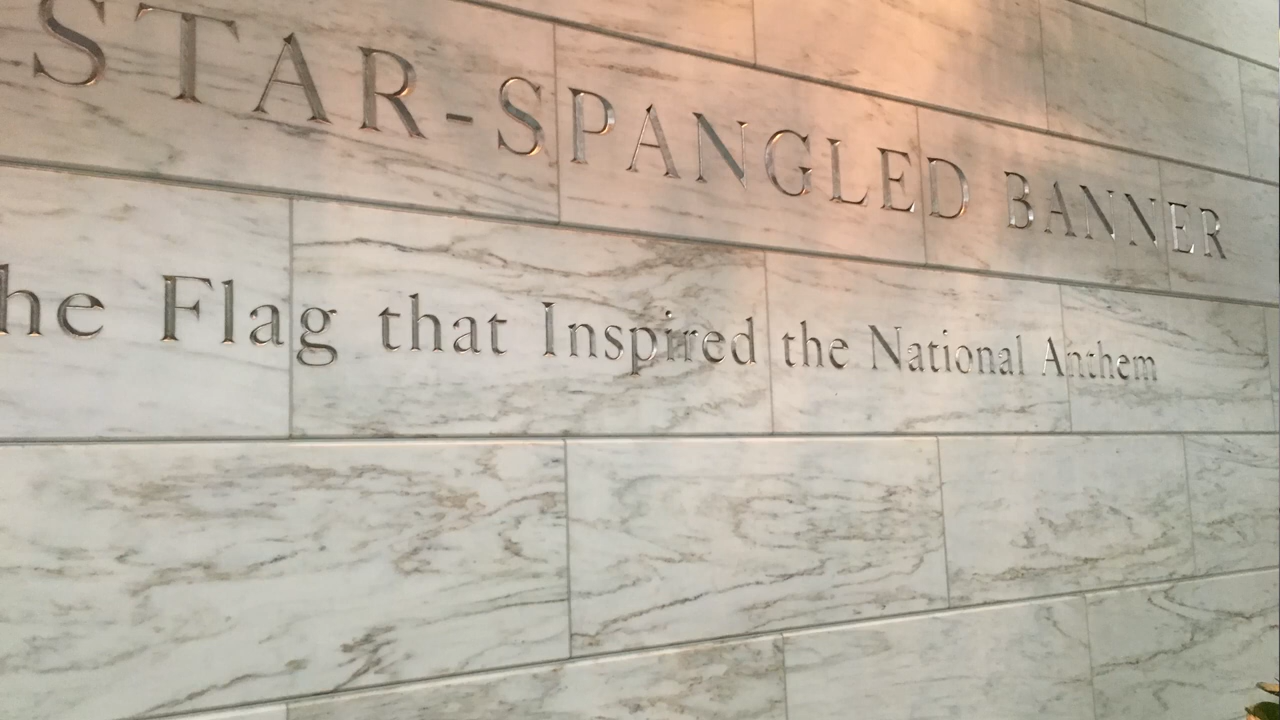 STAR-SPANGLED BANNER
he Flag that Inspired the National Anthem